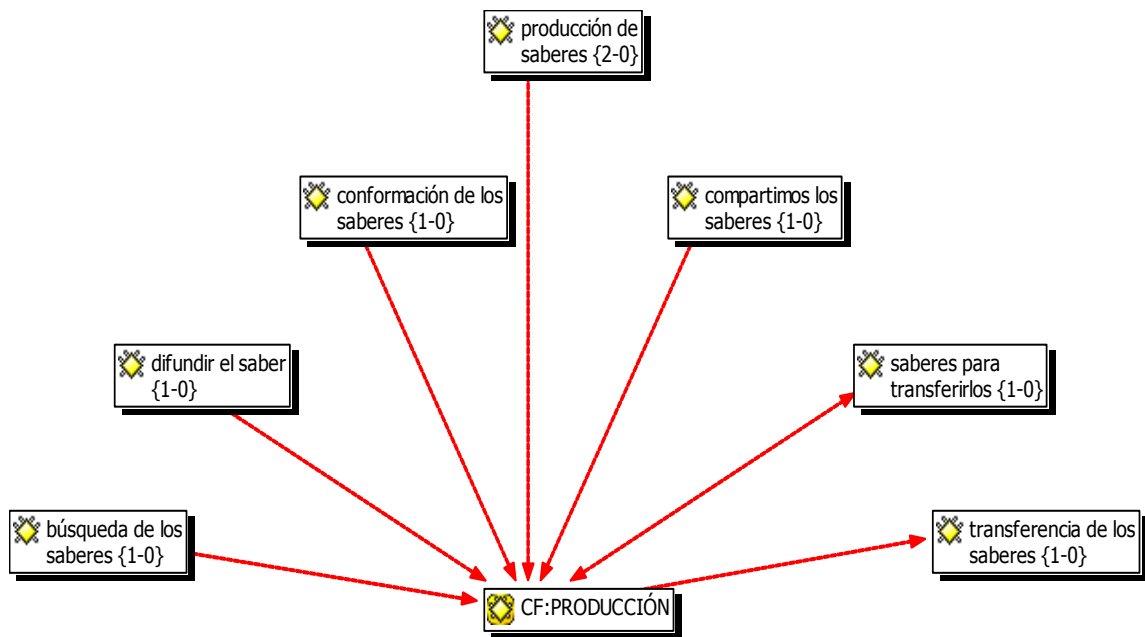 producción de
saberes {2-0}
conformación de los
saberes {1-0}
compartimos los
saberes {1-0}
difundir el saber
{1-0}
saberes para
transferirlos {1-0}
búsqueda de los
saberes {1-0}
transferencia de los
saberes {1-0}
CF:PRODUCCIÓN